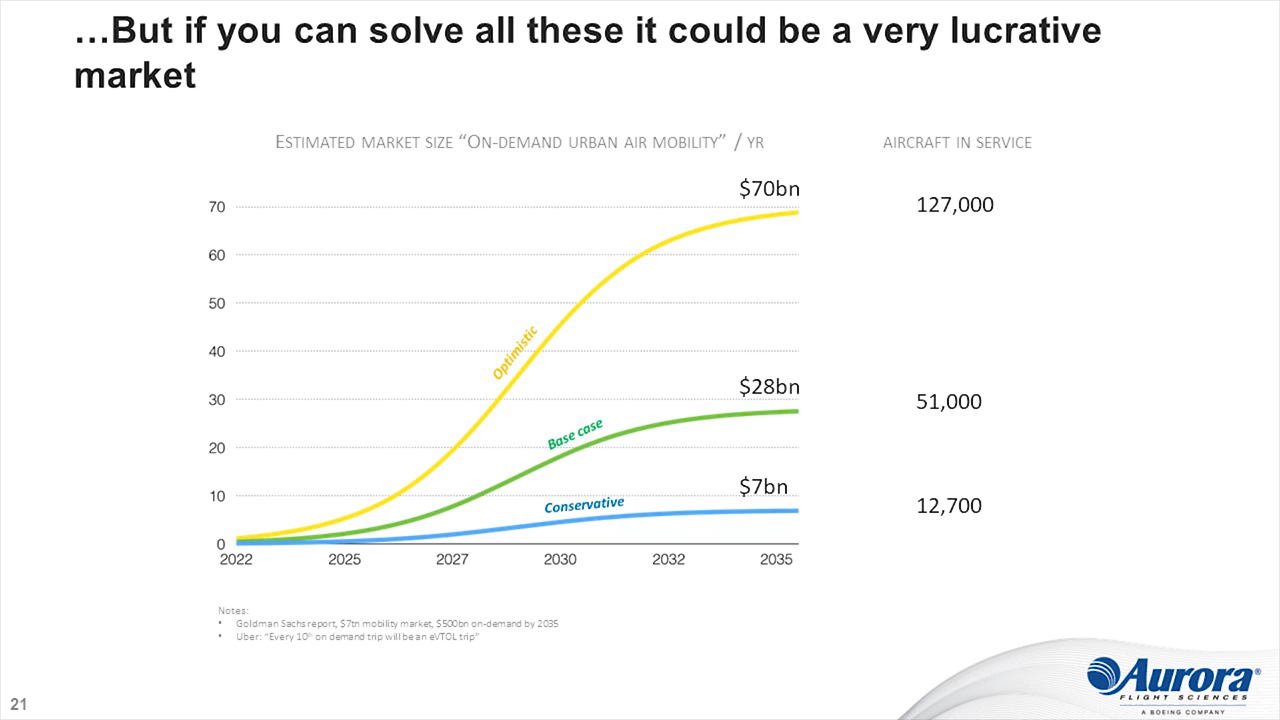 …But if you can solve all these it could be a very lucrative
market
ESTIMATED MARKET SIZE “ON-DEMAND URBAN AIR MOBILITY” / YR
AIRCRAFT IN SERVICE
$70bn
127,000
70
60
50
40
Optimistic
$28bn
51,000
30
Base case
20
$7bn
12,700
10
Conservative
0
2022 2025 2027 2030 2032 2035
Notes:
• Goldman Sachs report, $7tn mobility market, $500bn on-demand by 2035
• Uber: “Every 10th on demand trip will be an eVTOL trip”
Aurora®
FLIGHT SCIENCES
A BOEING COMPANY
21